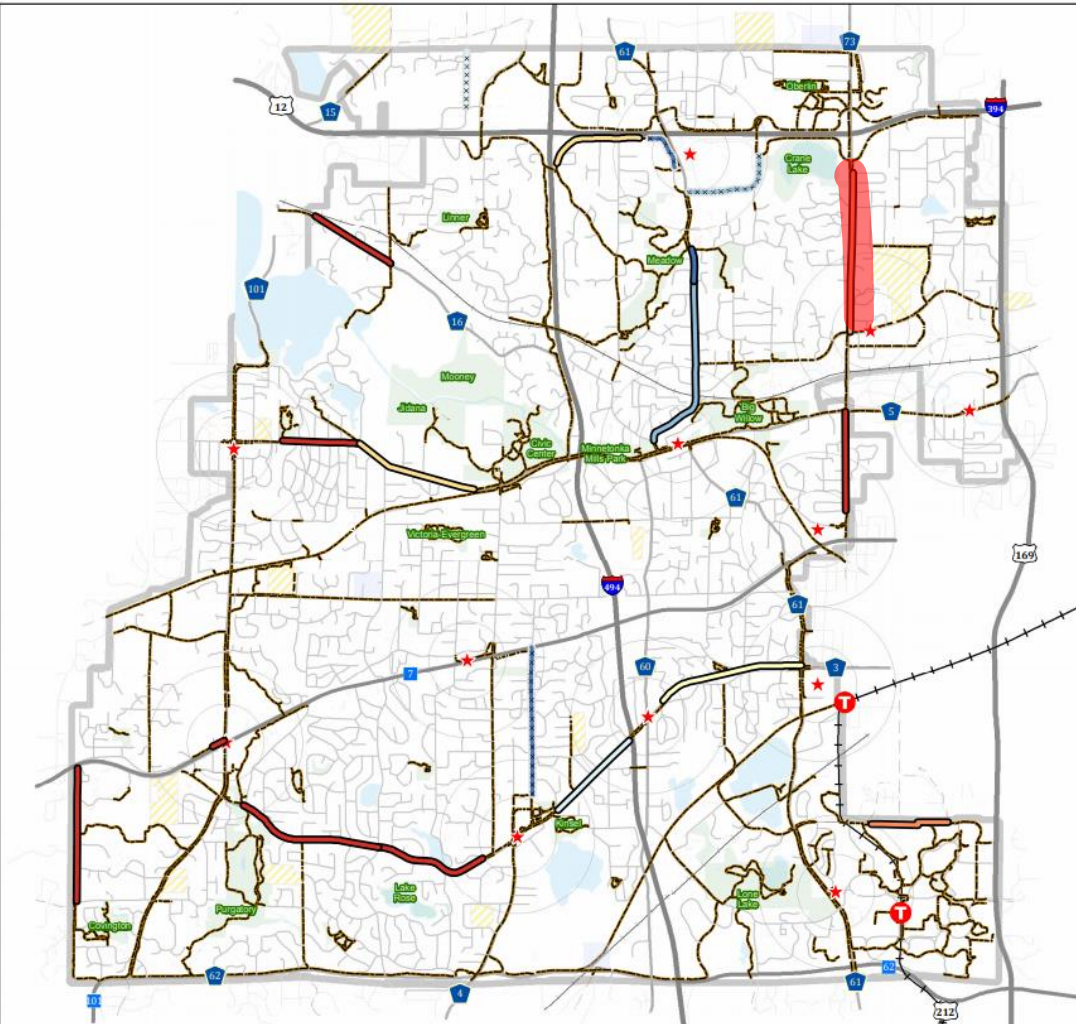 61
73
Oberlin
12
15
394
Crane
Lake
Linner
Meadow
101
16
Mooney
Jidana
Big
Willow
5
Civic
Center
Minnetonka
Mills Park
61
Victoria-Evergreen
169
494
61
60
3
7
T
Kinsel
Lake
Rose
Lone
Lake
Purgatory
T
Covington
62
62
4
61
101
212